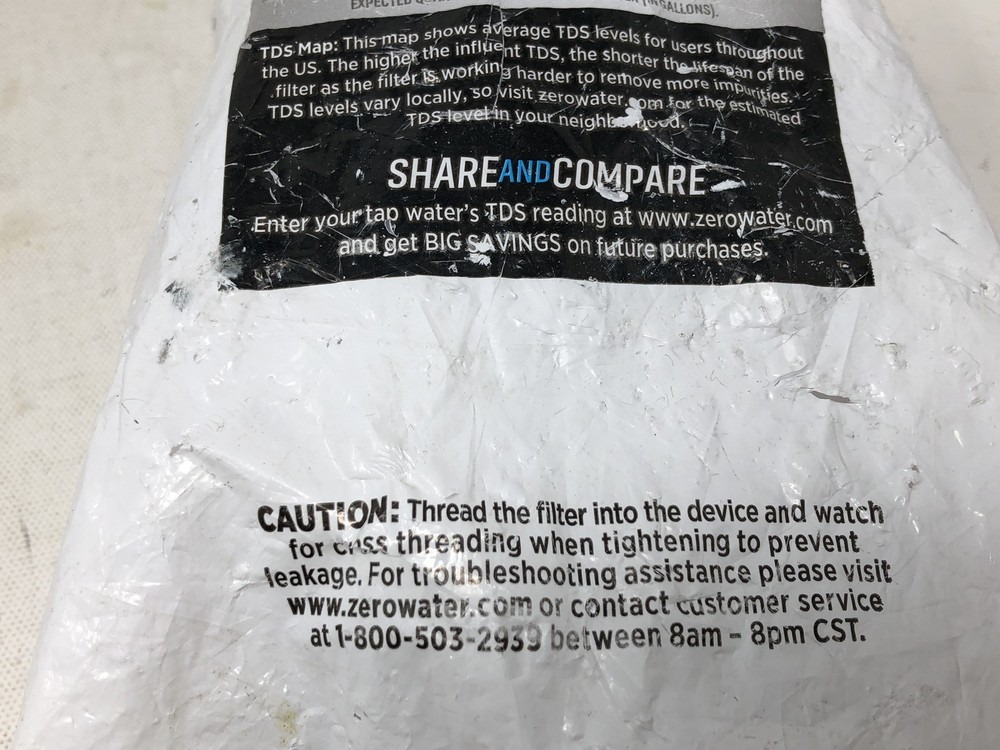 EXPECTED
GALLONS).
TDS Map: This map shows average TDS levels for users throughout
the US. The higher the influent TDS, the shorter the lifespan of the
filter as the filter is working harder to remove more impurities.
TDS levels vary locally, so visit zerowater.com for the estimated
TDS level in your neighborhood.
SHAREANDCOMPARE
Enter your tap water's TDS reading at www.zerowater.com
and get BIG SAVINGS on future purchases.
CAUTION: Thread the filter into the device and watch
for cross threading when tightening to prevent
leakage. For troubleshooting assistance please visit
www.zerowater.com or contact customer service
at 1-800-503-2939 between 8am - 8pm CST.